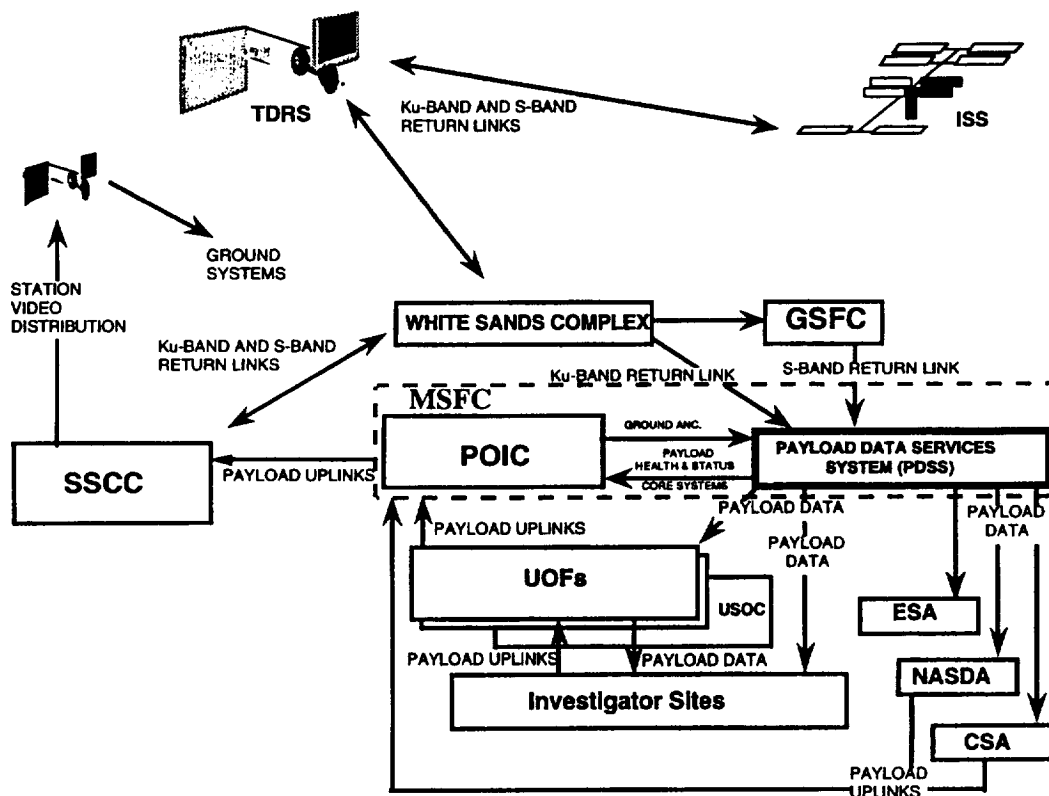 TDRS
Ku-BAND AND S-BAND
RETURN LINKS
ISS
GROUND
SYSTEMS
STATION
VIDEO
DISTRIBUTION
WHITE SANDS COMPLEX
GSFC
Ku-BAND AND S-BAND
RETURN LINKS
Ku-BAND RETURN LINK
S-BAND RETURN LINK
MSFC
POIC
GROUND ANC.
PAYLOAD
HEALTH & STATUS
CORE SYSTEMS
PAYLOAD DATA SERVICES
SYSTEM (PDSS)
SSCC
PAYLOAD UPLINKS
PAYLOAD DATA
PAYLOAD
DATA
PAYLOAD
DATA
PAYLOAD UPLINKS
UOFs
USOC
ESA
PAYLOAD UPLINKS
PAYLOAD DATA
NASDA
Investigator Sites
CSA
PAYLOAD
UPLINKS